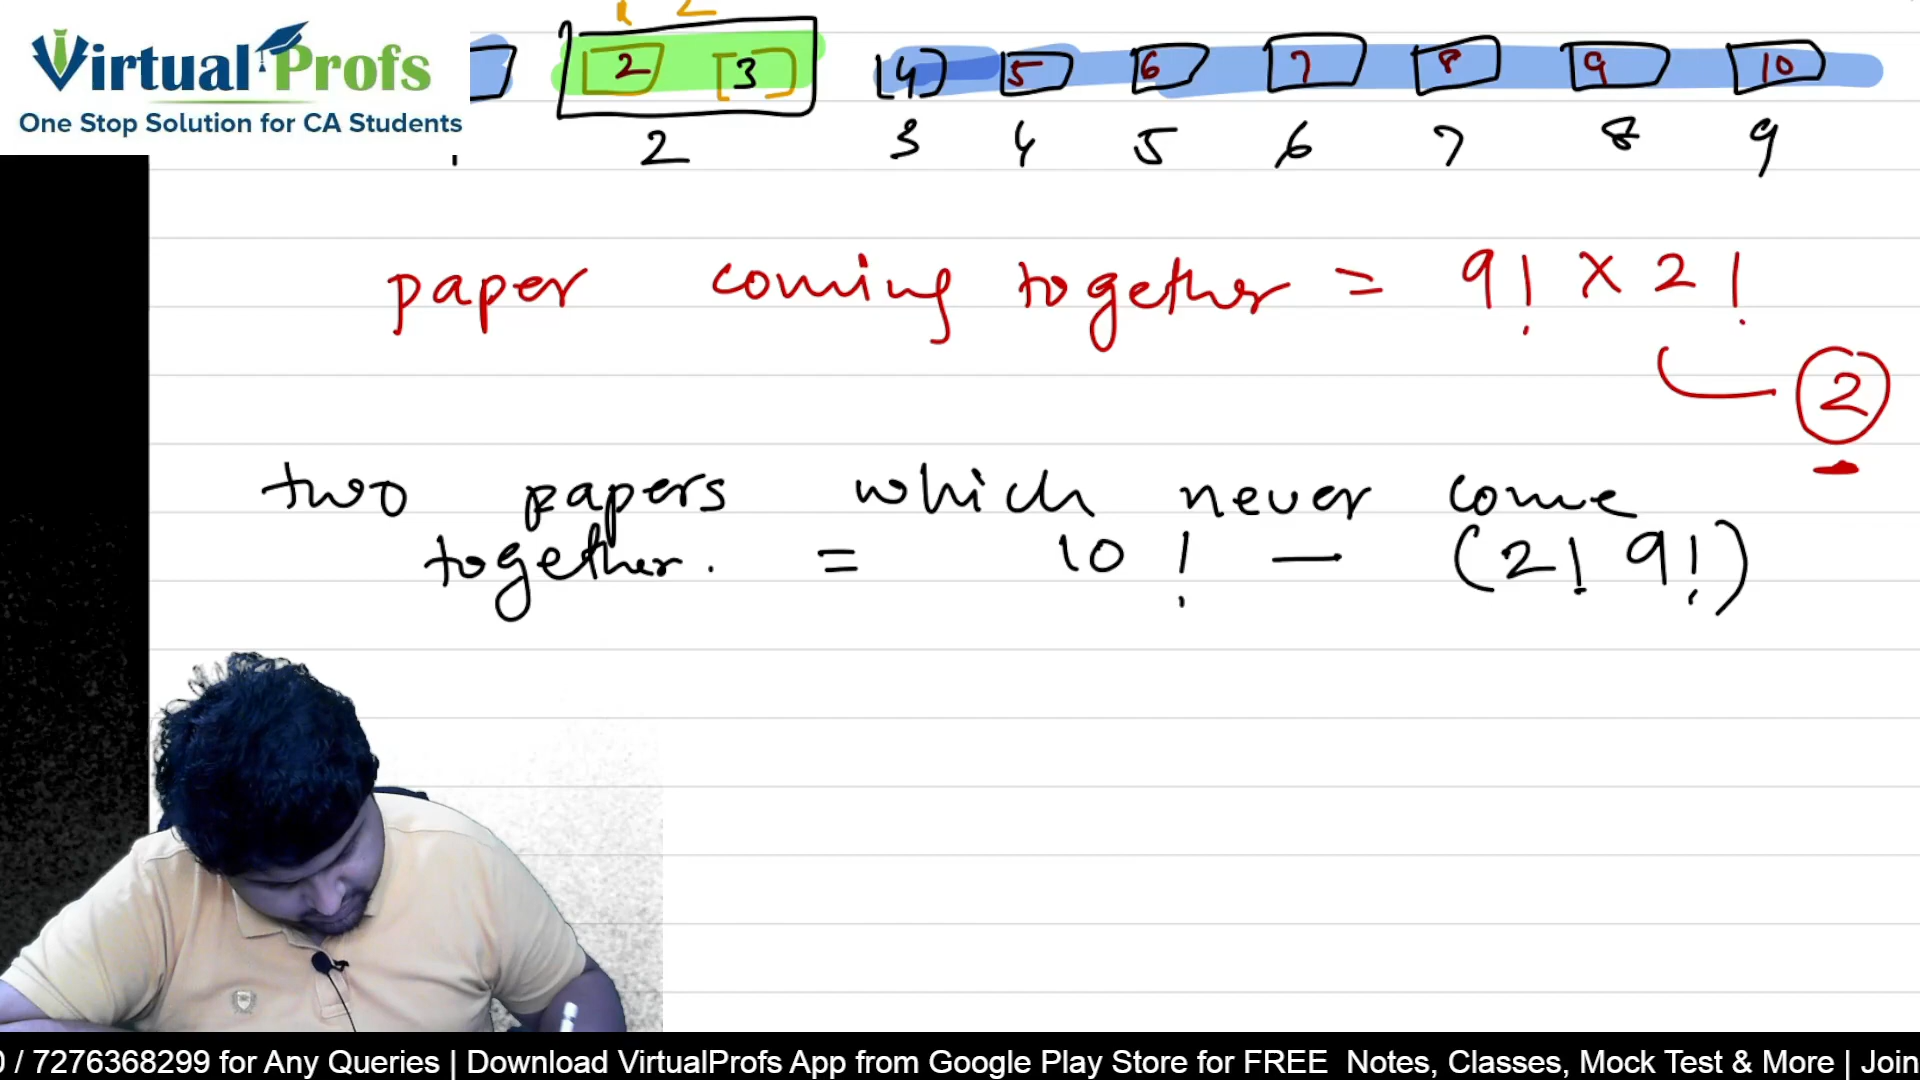 Virtual Profs
One Stop Solution for CA Students
2 3 4 5 6 7 8 9 10
2 3 4 5 6 7 8 9
paper coming together = 9! × 2!
2
two papers which never come
together. = 10! - (2! 9!)
0 / 7276368299 for Any Queries | Download VirtualProfs App from Google Play Store for FREE Notes, Classes, Mock Test & More | Join